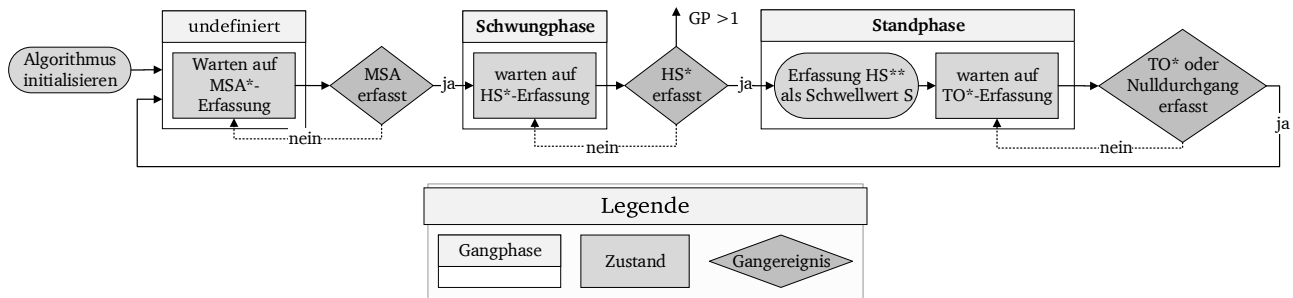 Algorithmus
initialisieren
undefiniert
Warten auf
MSA*-
Erfassung
MSA
erfasst
ja
nein
Schwungphase
warten auf
HS*-Erfassung
HS*
erfasst
GP >1
ja
nein
Standphase
Erfassung HS**
als Schwellwert S
warten auf
TO*-Erfassung
TO* oder
Nulldurchgang
erfasst
ja
nein
Legende
Gangphase
Zustand
Gangereignis